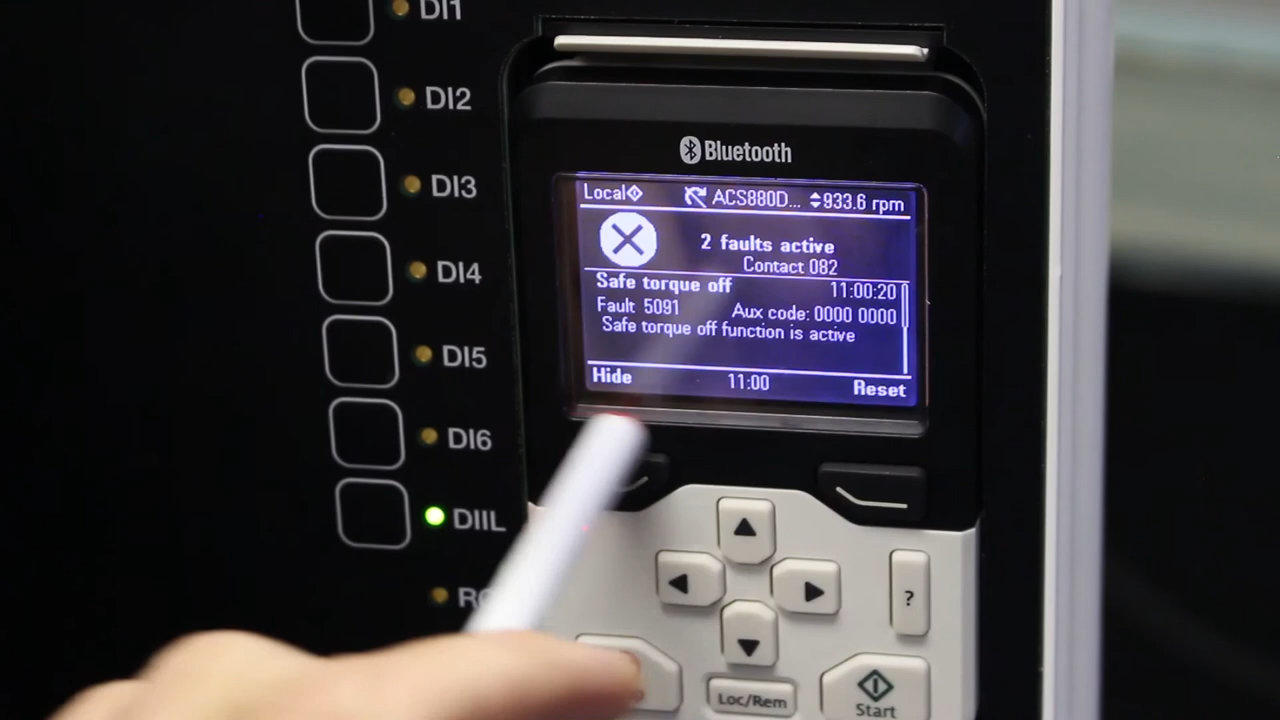 DI1
DI2
DI3
DI4
DI5
DI6
DIIL
Bluetooth
Local ACS880D... 933.6 rpm
2 faults active
Contact 082
Safe torque off 11:00:20
Fault 5091 Aux code: 0000 0000
Safe torque off function is active
Hide 11:00 Reset
?
Loc/Rem
Start